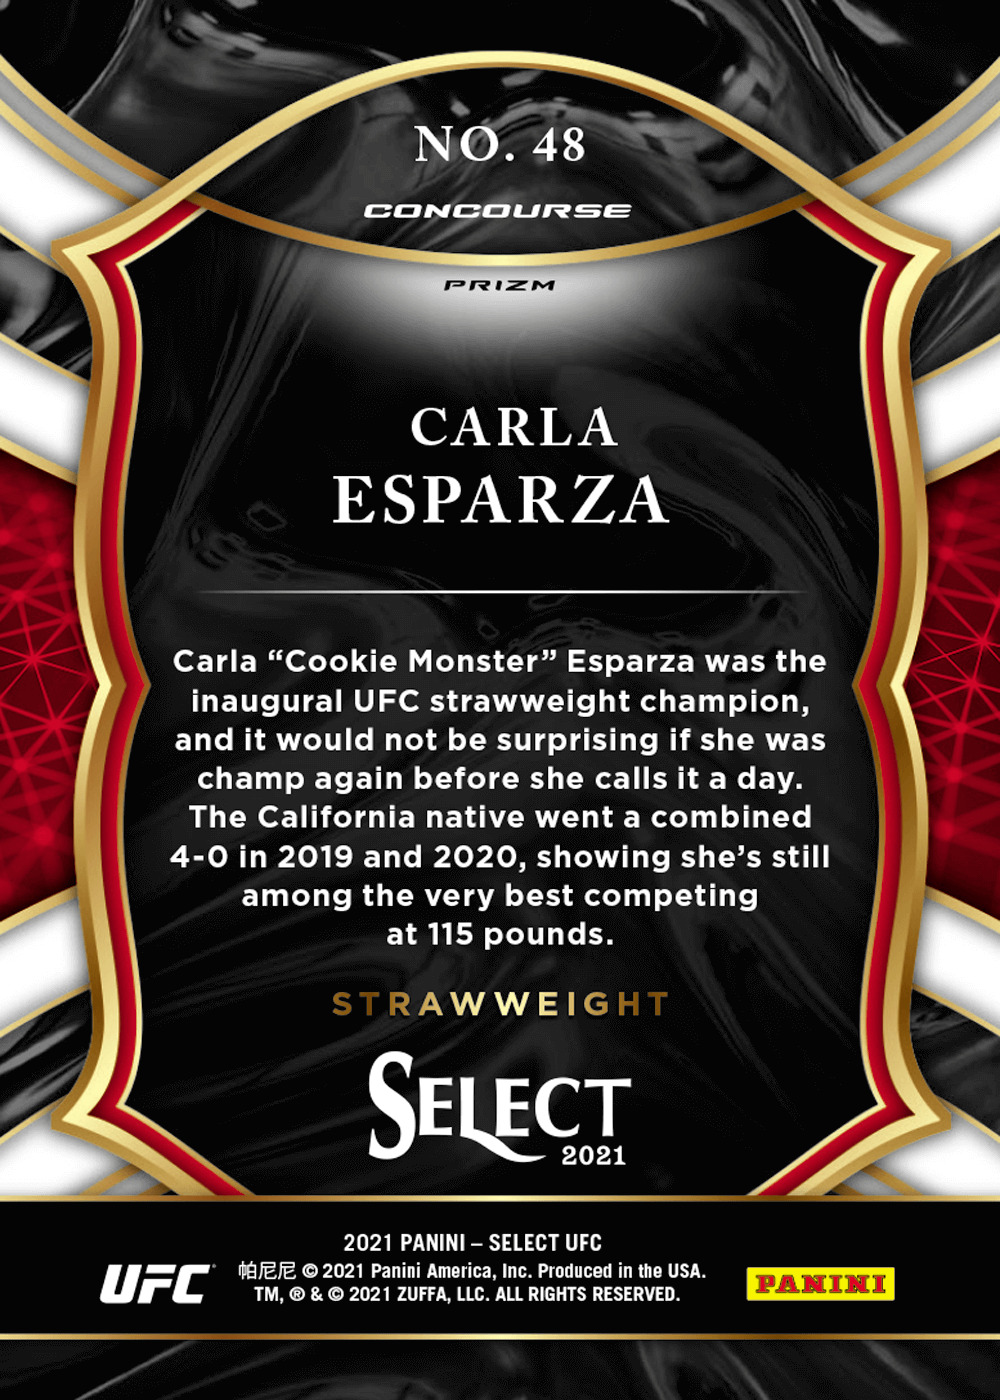 NO. 48
CONCOURSE
PRIZM
CARLA
ESPARZA
Carla “Cookie Monster” Esparza was the
inaugural UFC strawweight champion,
and it would not be surprising if she was
champ again before she calls it a day.
The California native went a combined
4-0 in 2019 and 2020, showing she’s still
among the very best competing
at 115 pounds.
STRAWWEIGHT
SELECT
2021
2021 PANINI – SELECT UFC
帕尼尼 © 2021 Panini America, Inc. Produced in the USA.
TM, ® & © 2021 ZUFFA, LLC. ALL RIGHTS RESERVED.
UFC
PANINI